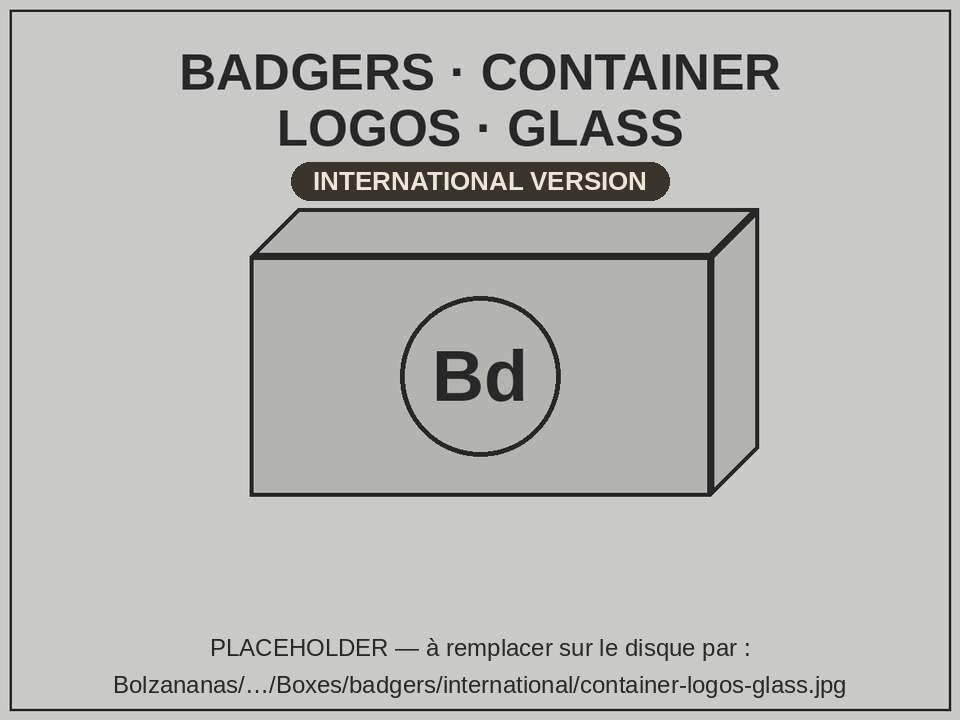 BADGERS · CONTAINER
LOGOS · GLASS
INTERNATIONAL VERSION
Bd
PLACEHOLDER — à remplacer sur le disque par :
Bolzananas/…/Boxes/badgers/international/container-logos-glass.jpg